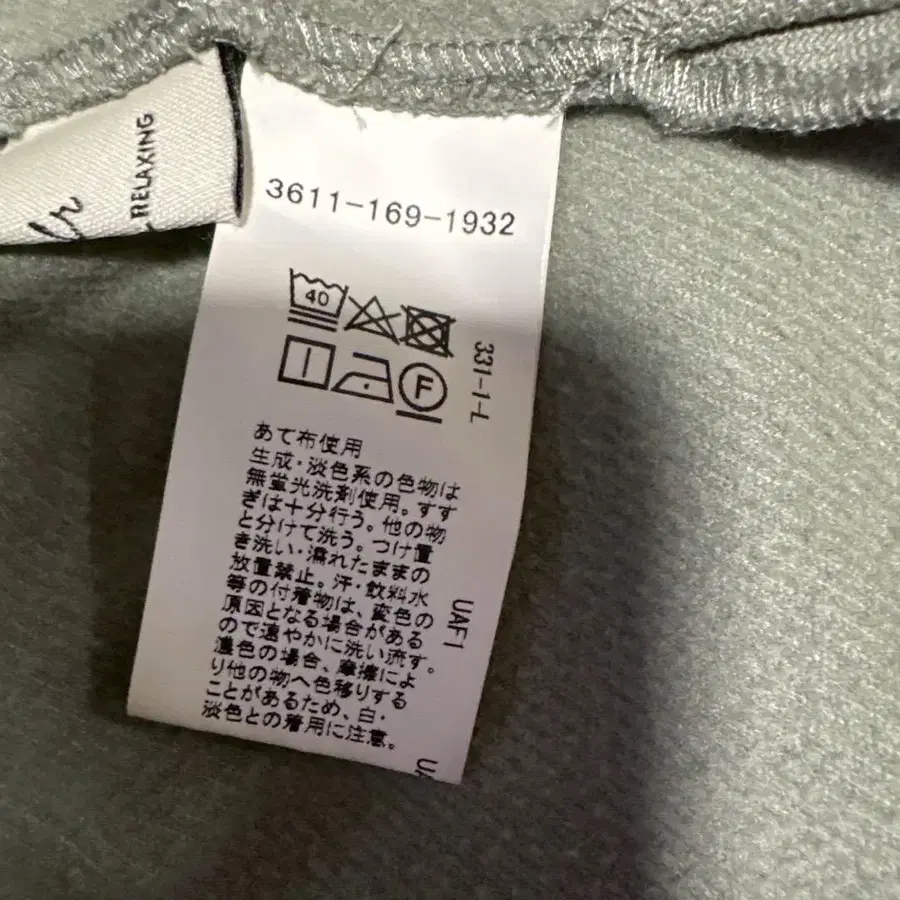 RELAXING
3611-169-1932
40
331-1-L
F
あて布使用
生成・淡色系の色物は
無蛍光洗剤使用。すす
ぎは十分行う。他の物
と分けて洗う。つけ置
き洗い・濡れたままの
放置禁止。汗・飲料水
等の付着物は、変色の
原因となる場合がある
ので速やかに洗い流す。
濃色の場合、摩擦によ
り他の物へ色移りする
ことがあるため、白・
淡色との着用に注意。
UAF1